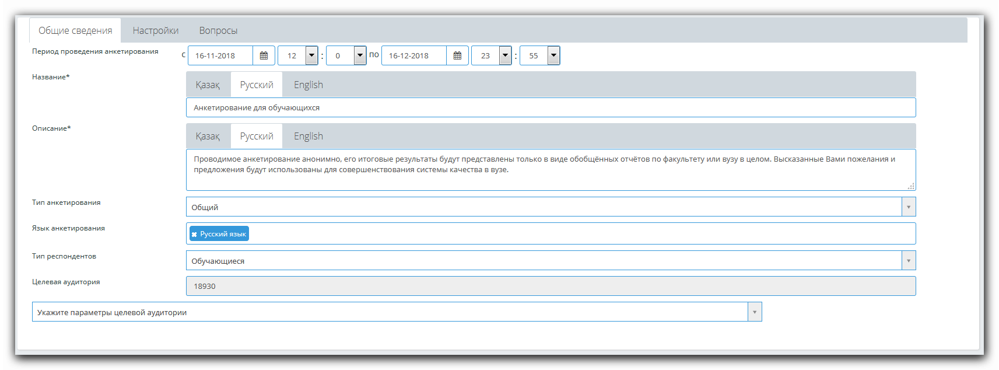 Общие сведения Настройки Вопросы
Период проведения анкетирования с 16-11-2018 12 : 0 по 16-12-2018 23 : 55
Название*
Қазақ Русский English
Анкетирование для обучающихся
Описание*
Қазақ Русский English
Проводимое анкетирование анонимно, его итоговые результаты будут представлены только в виде обобщённых отчётов по факультету или вузу в целом. Высказанные Вами пожелания и
предложения будут использованы для совершенствования системы качества в вузе.
Тип анкетирования Общий
Язык анкетирования Русский язык
Тип респондентов Обучающиеся
Целевая аудитория 18930
Укажите параметры целевой аудитории